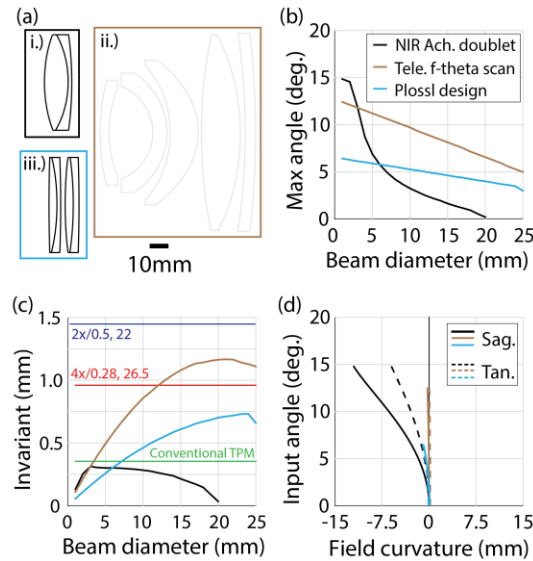 (a)
i.)
ii.)
iii.)
10mm
(b)
Max angle (deg.)
20
15
10
5
0
NIR Ach. doublet
Tele. f-theta scan
Plossl design
0 5 10 15 20 25
Beam diameter (mm)
(c)
Invariant (mm)
1.5
1.0
0.5
0
2x/0.5, 22
4x/0.28, 26.5
Conventional TPM
0 5 10 15 20 25
Beam diameter (mm)
(d)
Input angle (deg.)
20
15
10
5
0
Sag.
Tan.
-15 -7.5 0 7.5 15
Field curvature (mm)